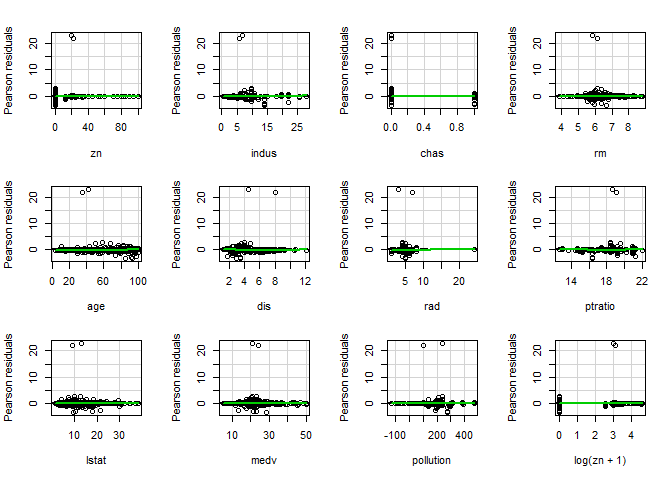 Pearson residuals Pearson residuals Pearson residuals Pearson residuals
20 20 20 20
10 10 10 10
0 0 0 0
0 40 80 0 5 15 25 0.0 0.4 0.8 4 5 6 7 8
zn indus chas rm
Pearson residuals Pearson residuals Pearson residuals Pearson residuals
20 20 20 20
10 10 10 10
0 0 0 0
0 20 60 100 2 4 6 8 12 5 10 20 14 18 22
age dis rad ptratio
Pearson residuals Pearson residuals Pearson residuals Pearson residuals
20 20 20 20
10 10 10 10
0 0 0 0
10 20 30 10 30 50 -100 200 400 0 1 2 3 4
lstat medv pollution log(zn + 1)